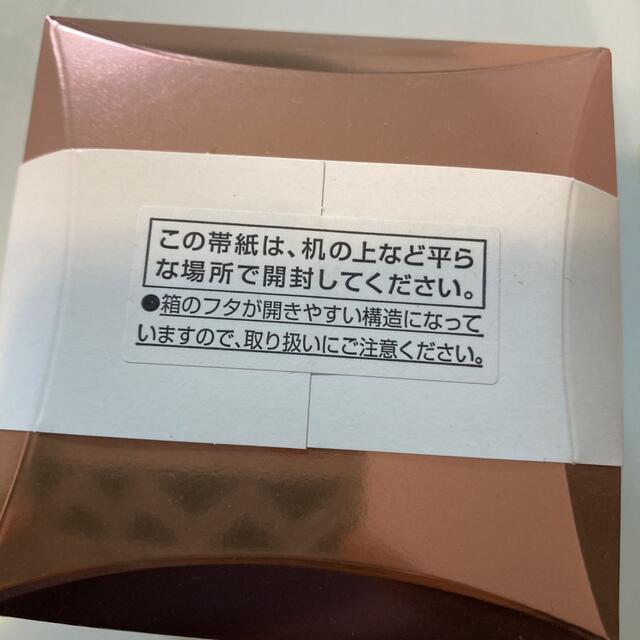 この帯紙は、机の上など平ら
な場所で開封してください。
●箱のフタが開きやすい構造になって
いますので、取り扱いにご注意ください。